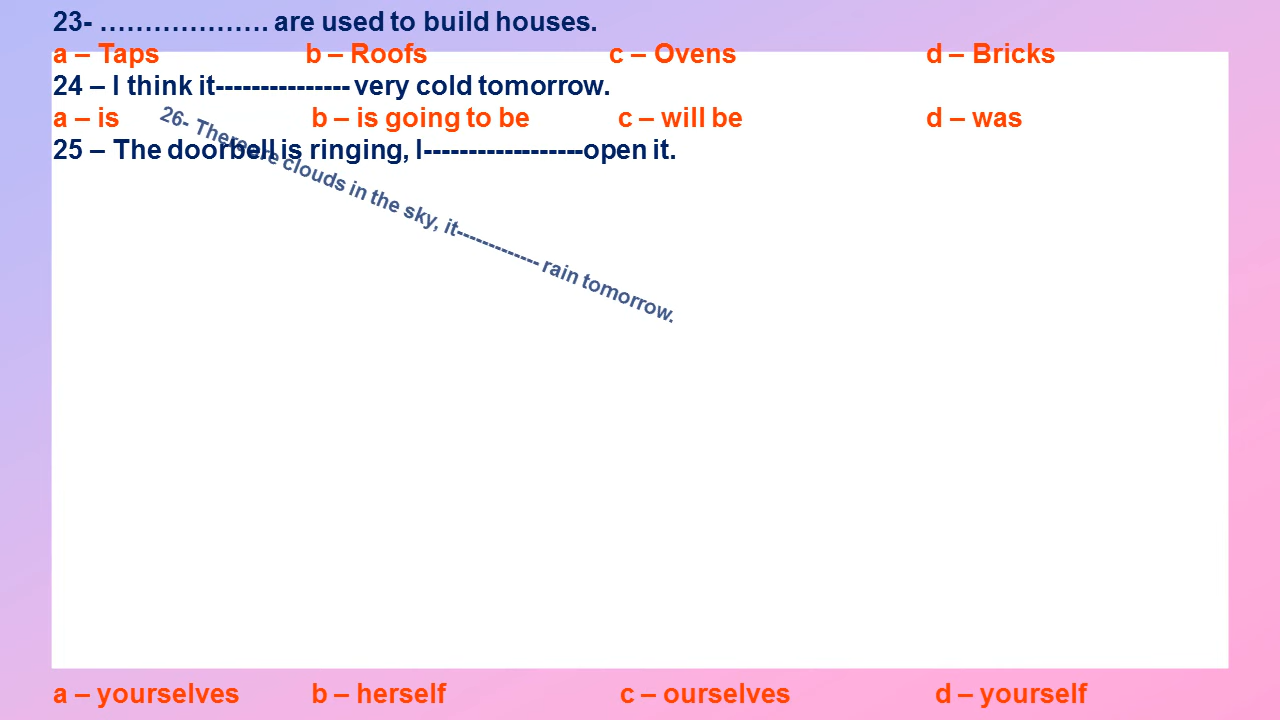 23- ………………. are used to build houses.
a – Taps b – Roofs c – Ovens d – Bricks
24 – I think it--------------- very cold tomorrow.
a – is b – is going to be c – will be d – was
25 – The doorbell is ringing, I------------------open it.
26- There are clouds in the sky, it------------- rain tomorrow.
a – yourselves b – herself c – ourselves d – yourself